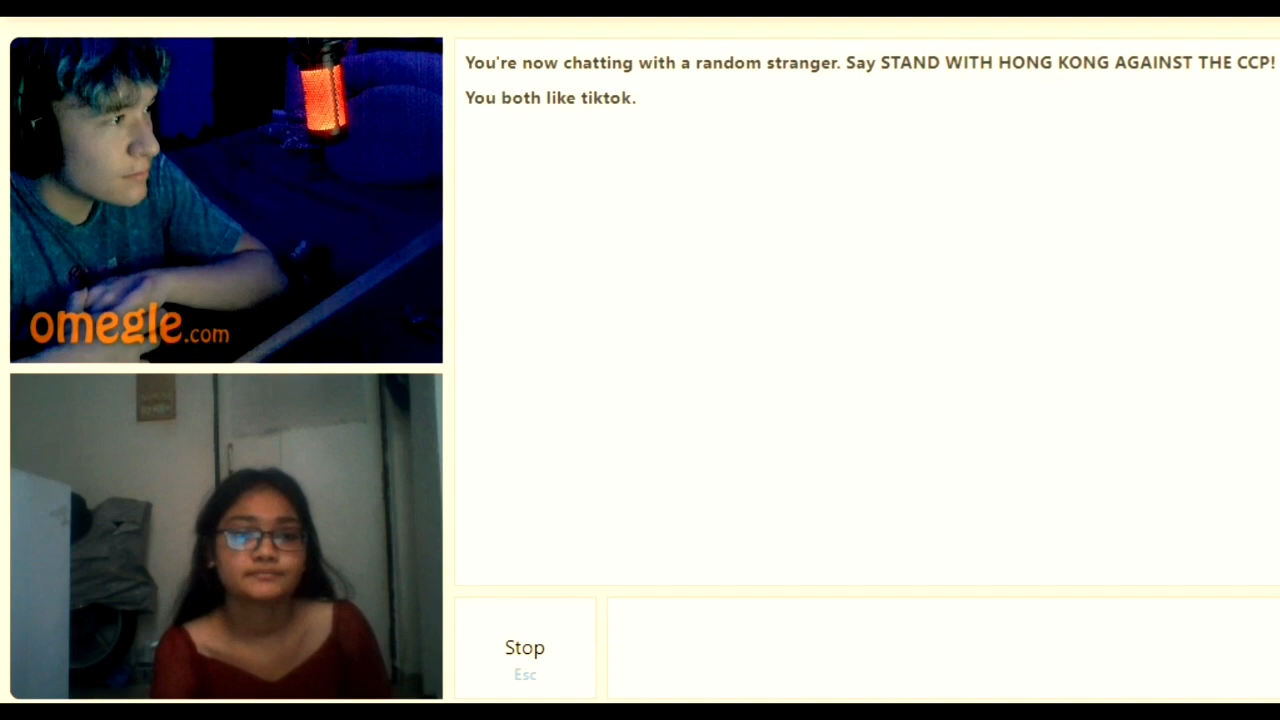 You're now chatting with a random stranger. Say STAND WITH HONG KONG AGAINST THE CCP!
You both like tiktok.
omegle.com
Stop
Esc